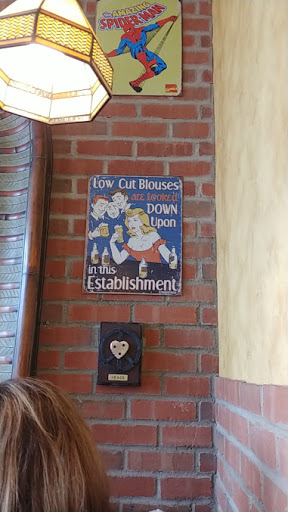 The AMAZING
SPIDER-MAN
Low Cut Blouses
are looked
DOWN
Upon
in this
Establishment